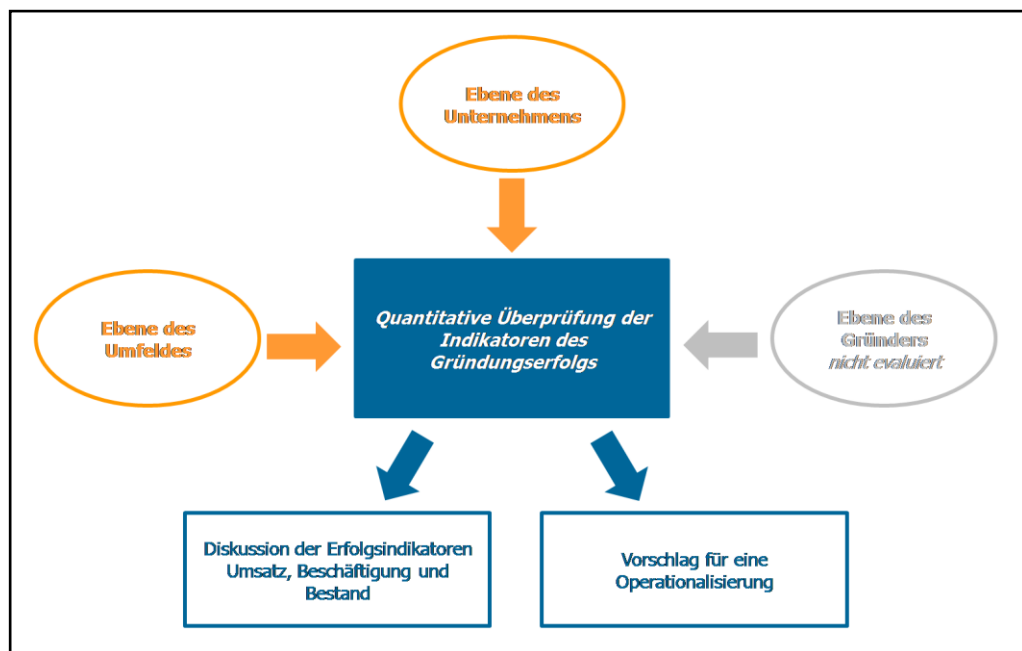 Ebene des
Unternehmens
Ebene des
Umfeldes
Quantitative Überprüfung der
Indikatoren des
Gründungserfolgs
Ebene des
Gründers
nicht evaluiert
Diskussion der Erfolgsindikatoren
Umsatz, Beschäftigung und
Bestand
Vorschlag für eine
Operationalisierung